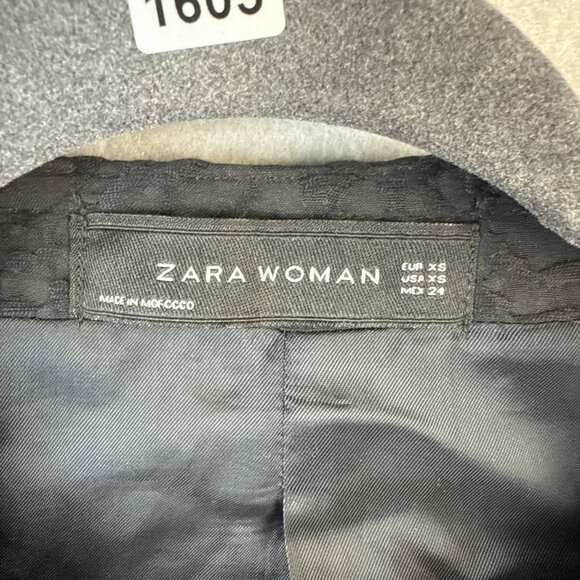 1605
ZARA WOMAN
MADE IN MOROCCO
EUR XS
USA XS
MEX 24